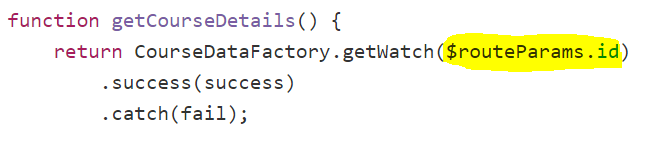 function getCourseDetails() {
return CourseDataFactory.getWatch($routeParams.id)
.success(success)
.catch(fail);